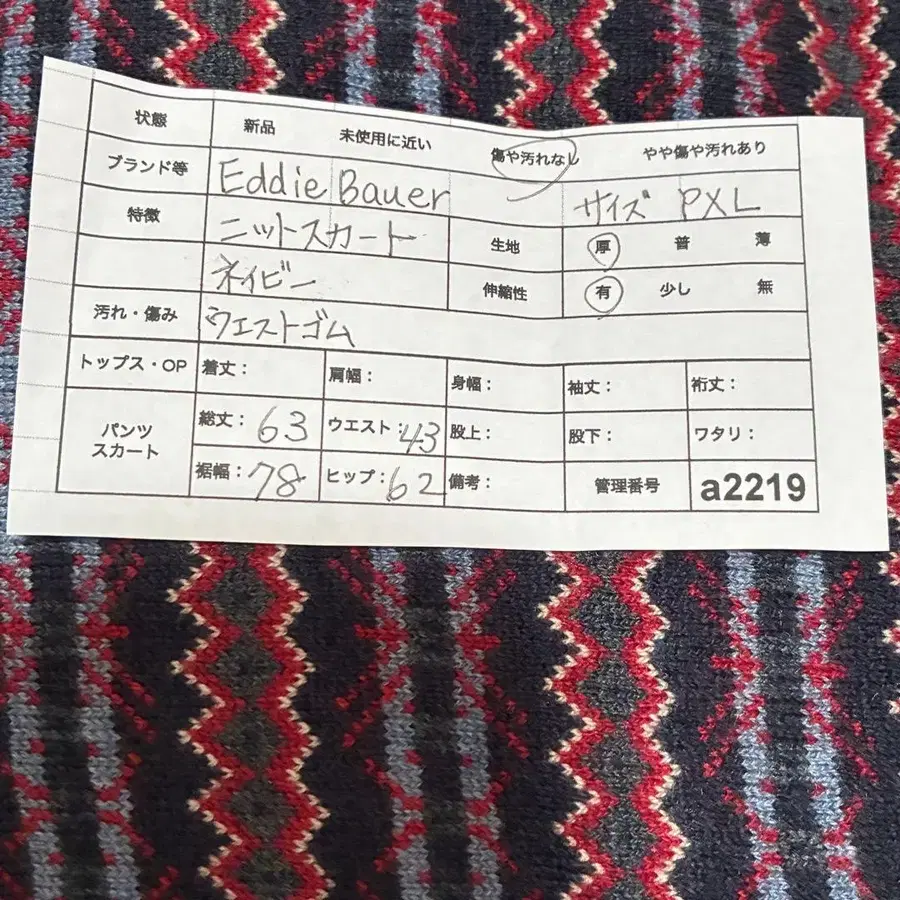 状態 新品 未使用に近い 傷や汚れなし やや傷や汚れあり
ブランド等 Eddie Bauer サイズ PXL
特徴 ニットスカート 生地 厚 普 薄
ネイビー 伸縮性 有 少し 無
汚れ・傷み ウエストゴム
トップス・OP 着丈： 肩幅： 身幅： 袖丈： 裄丈：
パンツ スカート 総丈：63 ウエスト：43 股上： 股下： ワタリ：
裾幅：78 ヒップ：62 備考： 管理番号 a2219